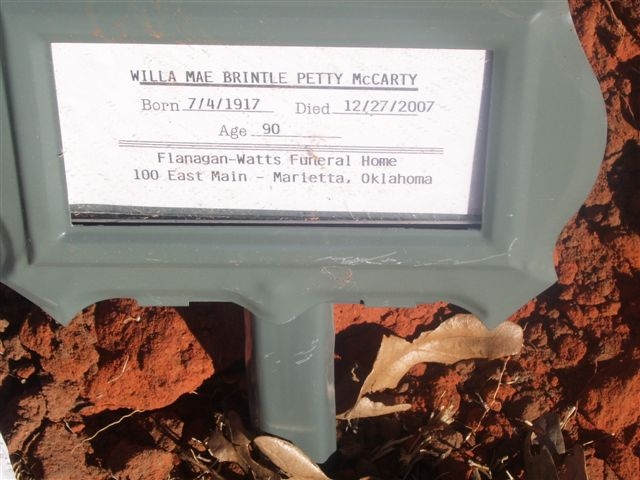 WILLA MAE BRINTLE PETTY McCARTY
Born 7/4/1917 Died 12/27/2007
Age 90
Flanagan-Watts Funeral Home
100 East Main - Marietta, Oklahoma